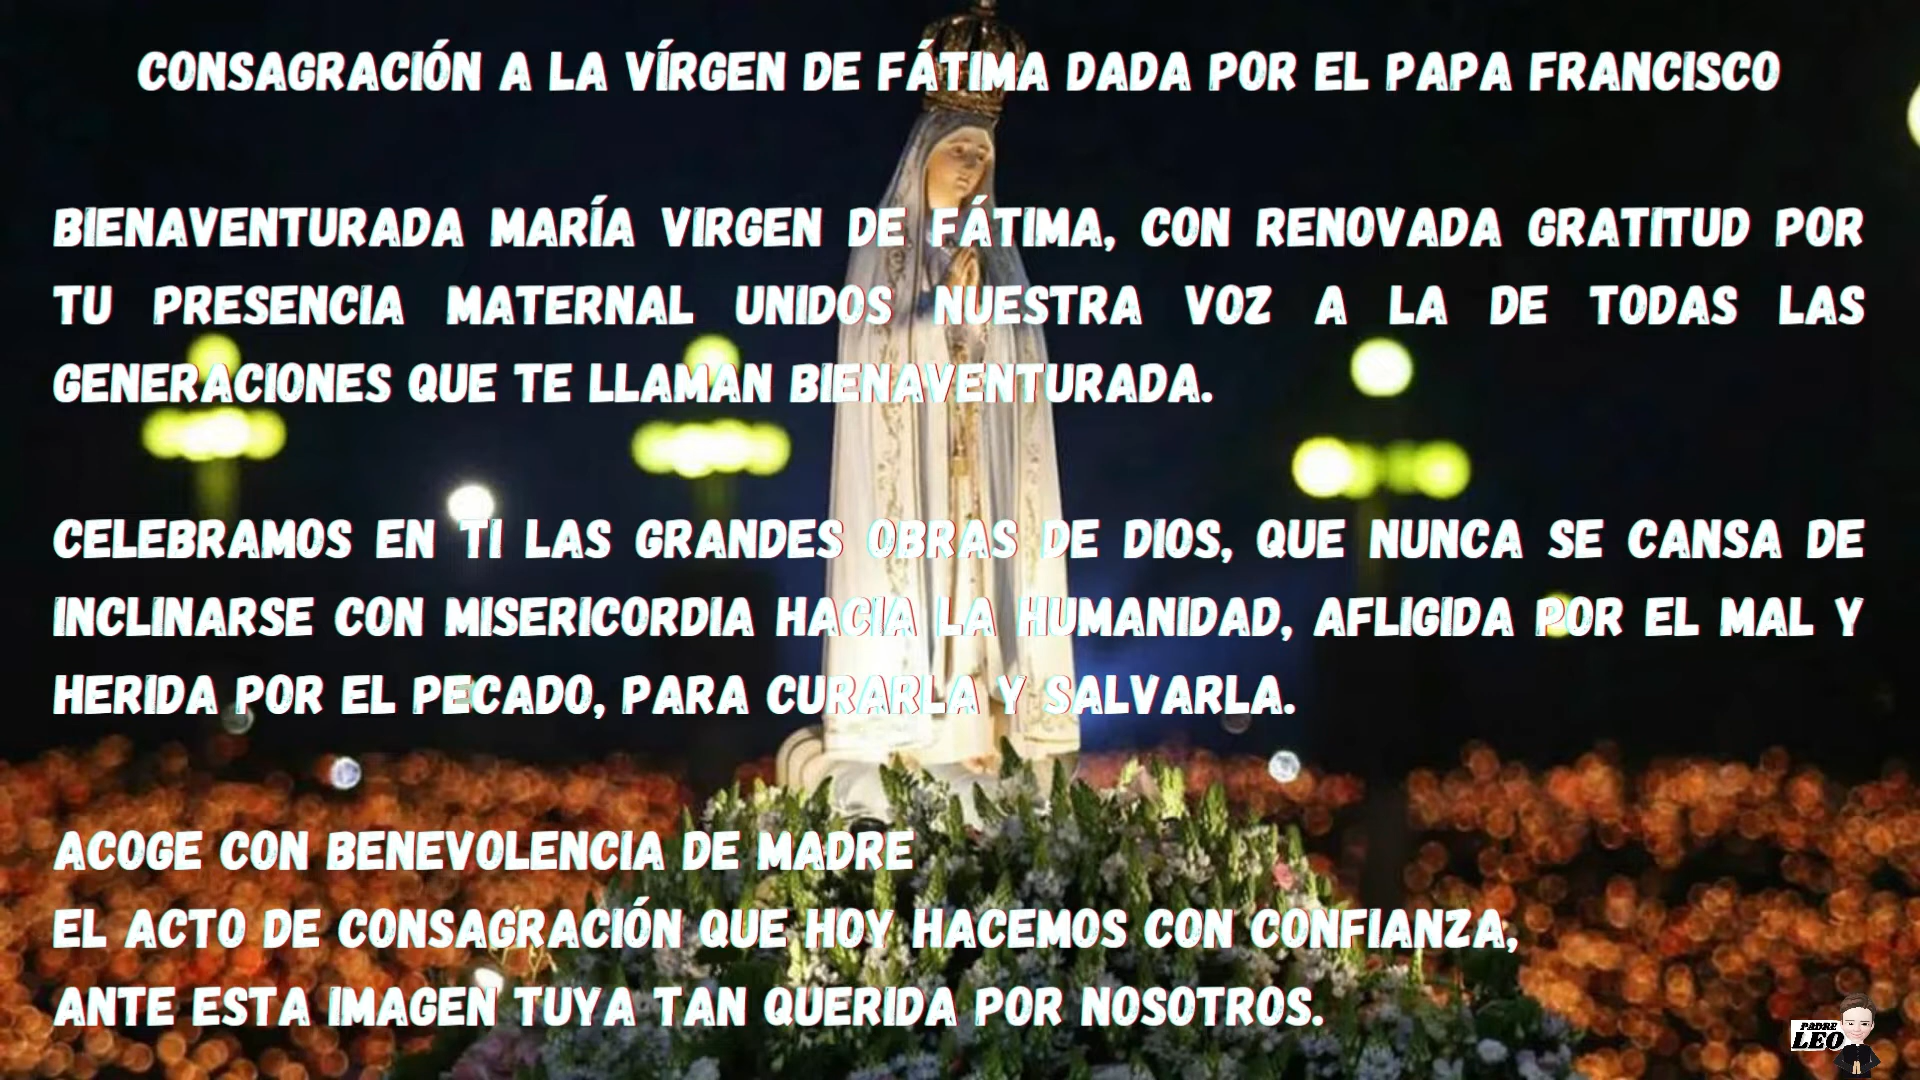 CONSAGRACIÓN A LA VÍRGEN DE FÁTIMA DADA POR EL PAPA FRANCISCO
BIENAVENTURADA MARÍA VIRGEN DE FÁTIMA, CON RENOVADA GRATITUD POR
TU PRESENCIA MATERNAL UNIDOS NUESTRA VOZ A LA DE TODAS LAS
GENERACIONES QUE TE LLAMAN BIENAVENTURADA.
CELEBRAMOS EN TI LAS GRANDES OBRAS DE DIOS, QUE NUNCA SE CANSA DE
INCLINARSE CON MISERICORDIA HACIA LA HUMANIDAD, AFLIGIDA POR EL MAL Y
HERIDA POR EL PECADO, PARA CURARLA Y SALVARLA.
ACOGE CON BENEVOLENCIA DE MADRE
EL ACTO DE CONSAGRACIÓN QUE HOY HACEMOS CON CONFIANZA,
ANTE ESTA IMAGEN TUYA TAN QUERIDA POR NOSOTROS.
PADRE
LEO